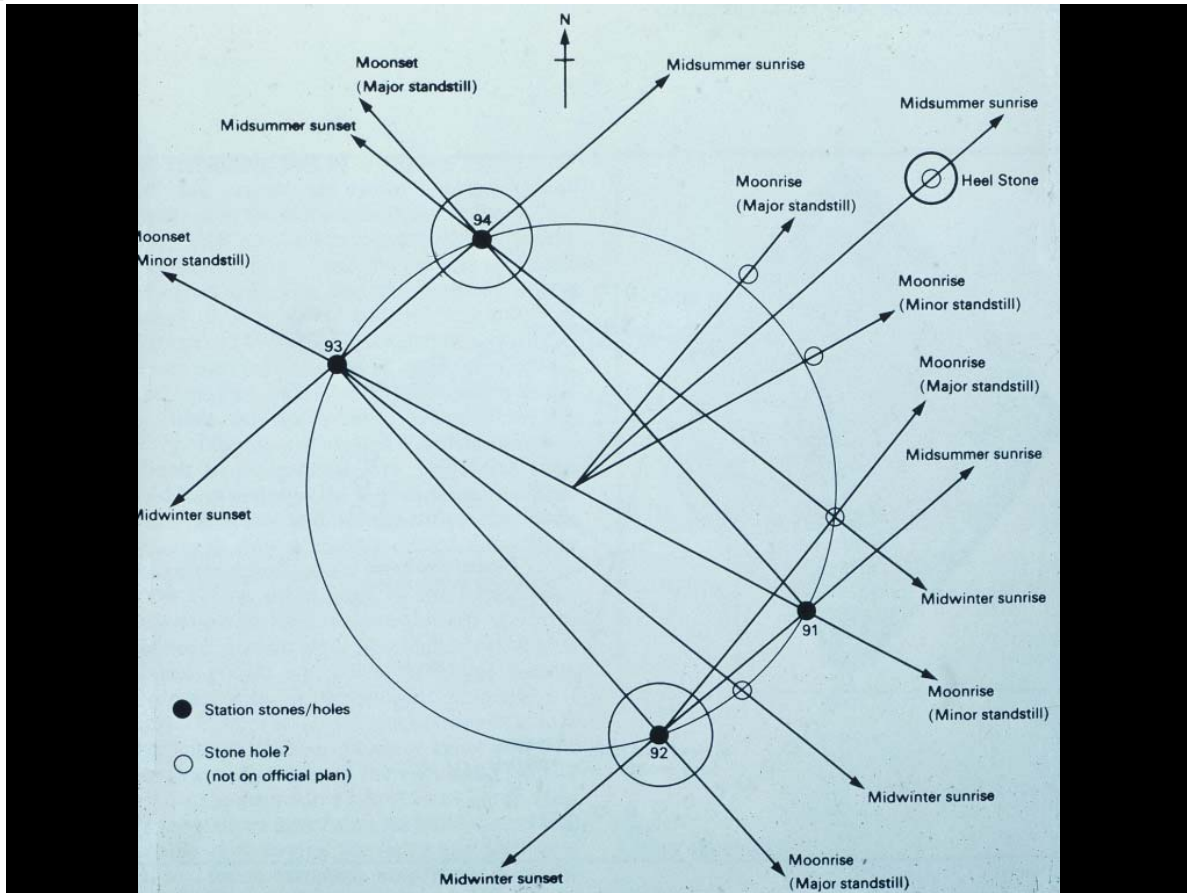 N
Moonset
(Major standstill)
Midsummer sunrise
Midsummer sunset
Midsummer sunrise
Heel Stone
Moonrise
(Major standstill)
94
oonset
Minor standstill)
Moonrise
(Minor standstill)
93
Moonrise
(Major standstill)
Midsummer sunrise
Midwinter sunset
Midwinter sunrise
91
Moonrise
(Minor standstill)
Station stones/holes
92
Stone hole?
(not on official plan)
Midwinter sunrise
Midwinter sunset
Moonrise
(Major standstill)